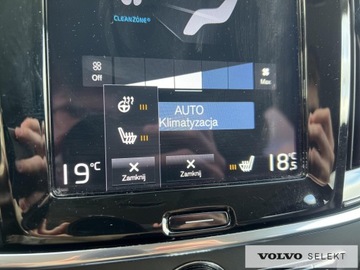 CLEANZONE
Off
Max
AUTO
Klimatyzacja
19°C
Zamknij
Zamknij
18.5°C
VOLVO SELEKT